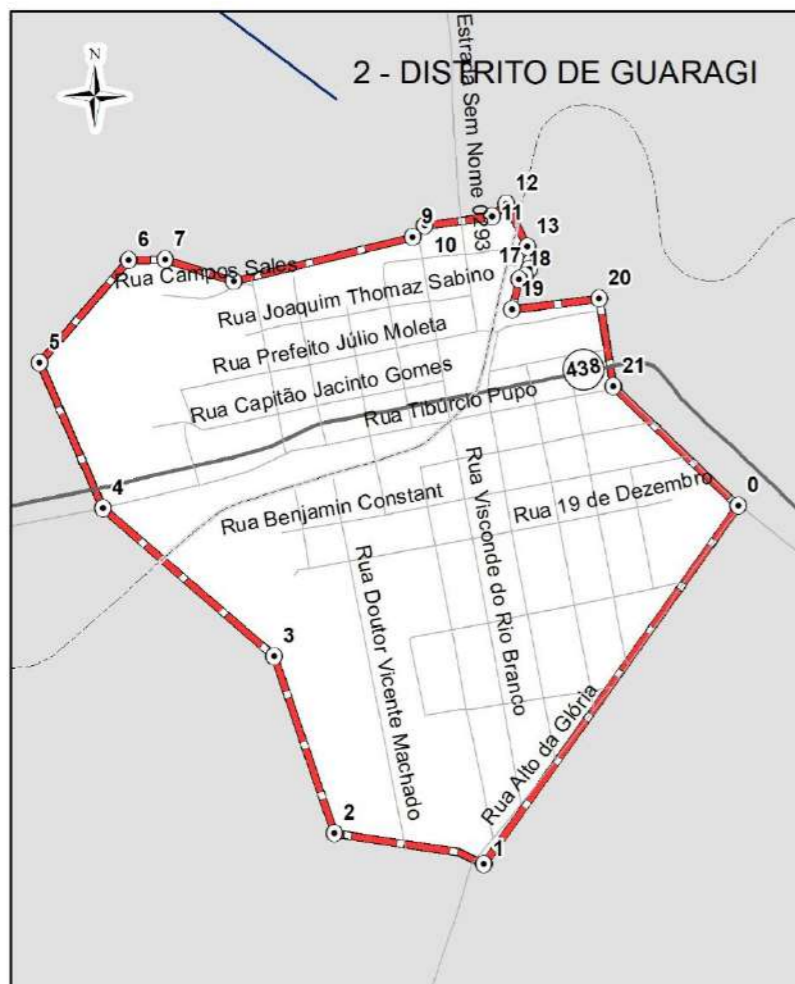 N
2 - DISTRITO DE GUARAGI
Estrada Sem Nome 0293
12
11
9
10
13
6
7
17
18
Rua Campos Sales
19
20
Rua Joaquim Thomaz Sabino
Rua Prefeito Júlio Moleta
5
438
21
Rua Capitão Jacinto Gomes
Rua Tiburcio Pupo
4
0
Rua Benjamin Constant
Rua 19 de Dezembro
Rua Visconde do Rio Branco
Rua Doutor Vicente Machado
3
Rua Alto da Glória
2
1